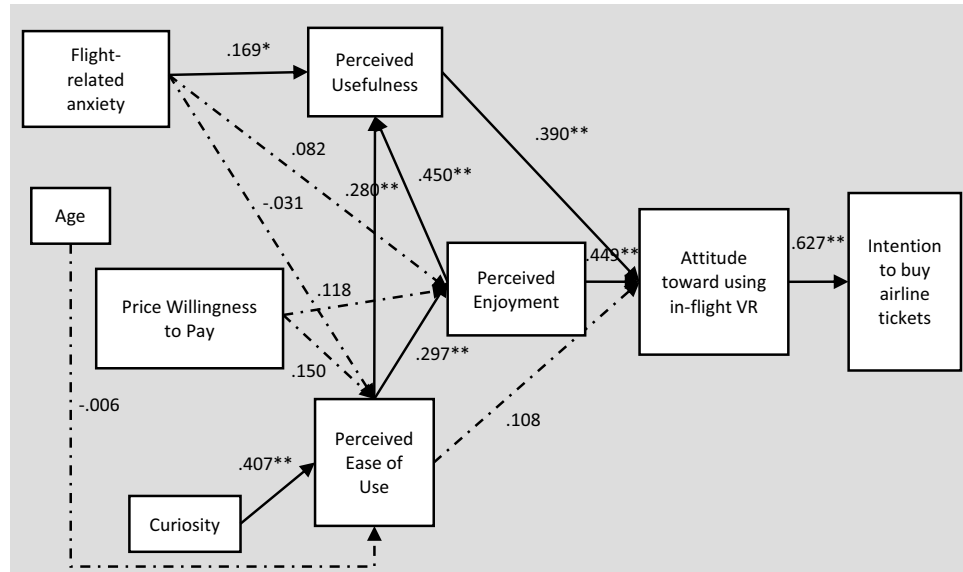 Flight-
related
anxiety
.169*
Perceived
Usefulness
.390**
.082
.280**
.450**
-.031
Age
Price Willingness
to Pay
.118
.150
Perceived
Enjoyment
.449**
Attitude
toward using
in-flight VR
.627**
Intention
to buy
airline
tickets
.297**
-.006
.108
Perceived
Ease of
Use
.407**
Curiosity